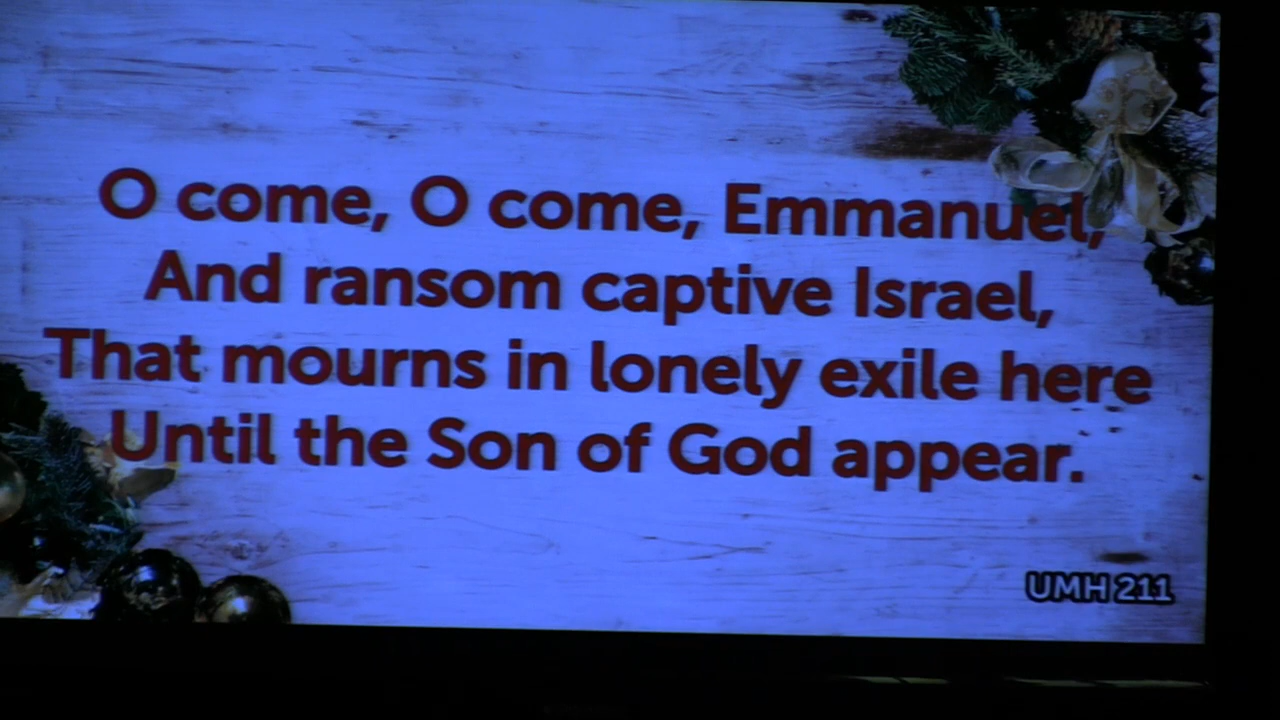 O come, O come, Emmanuel,
And ransom captive Israel,
That mourns in lonely exile here
Until the Son of God appear.
UMH 211